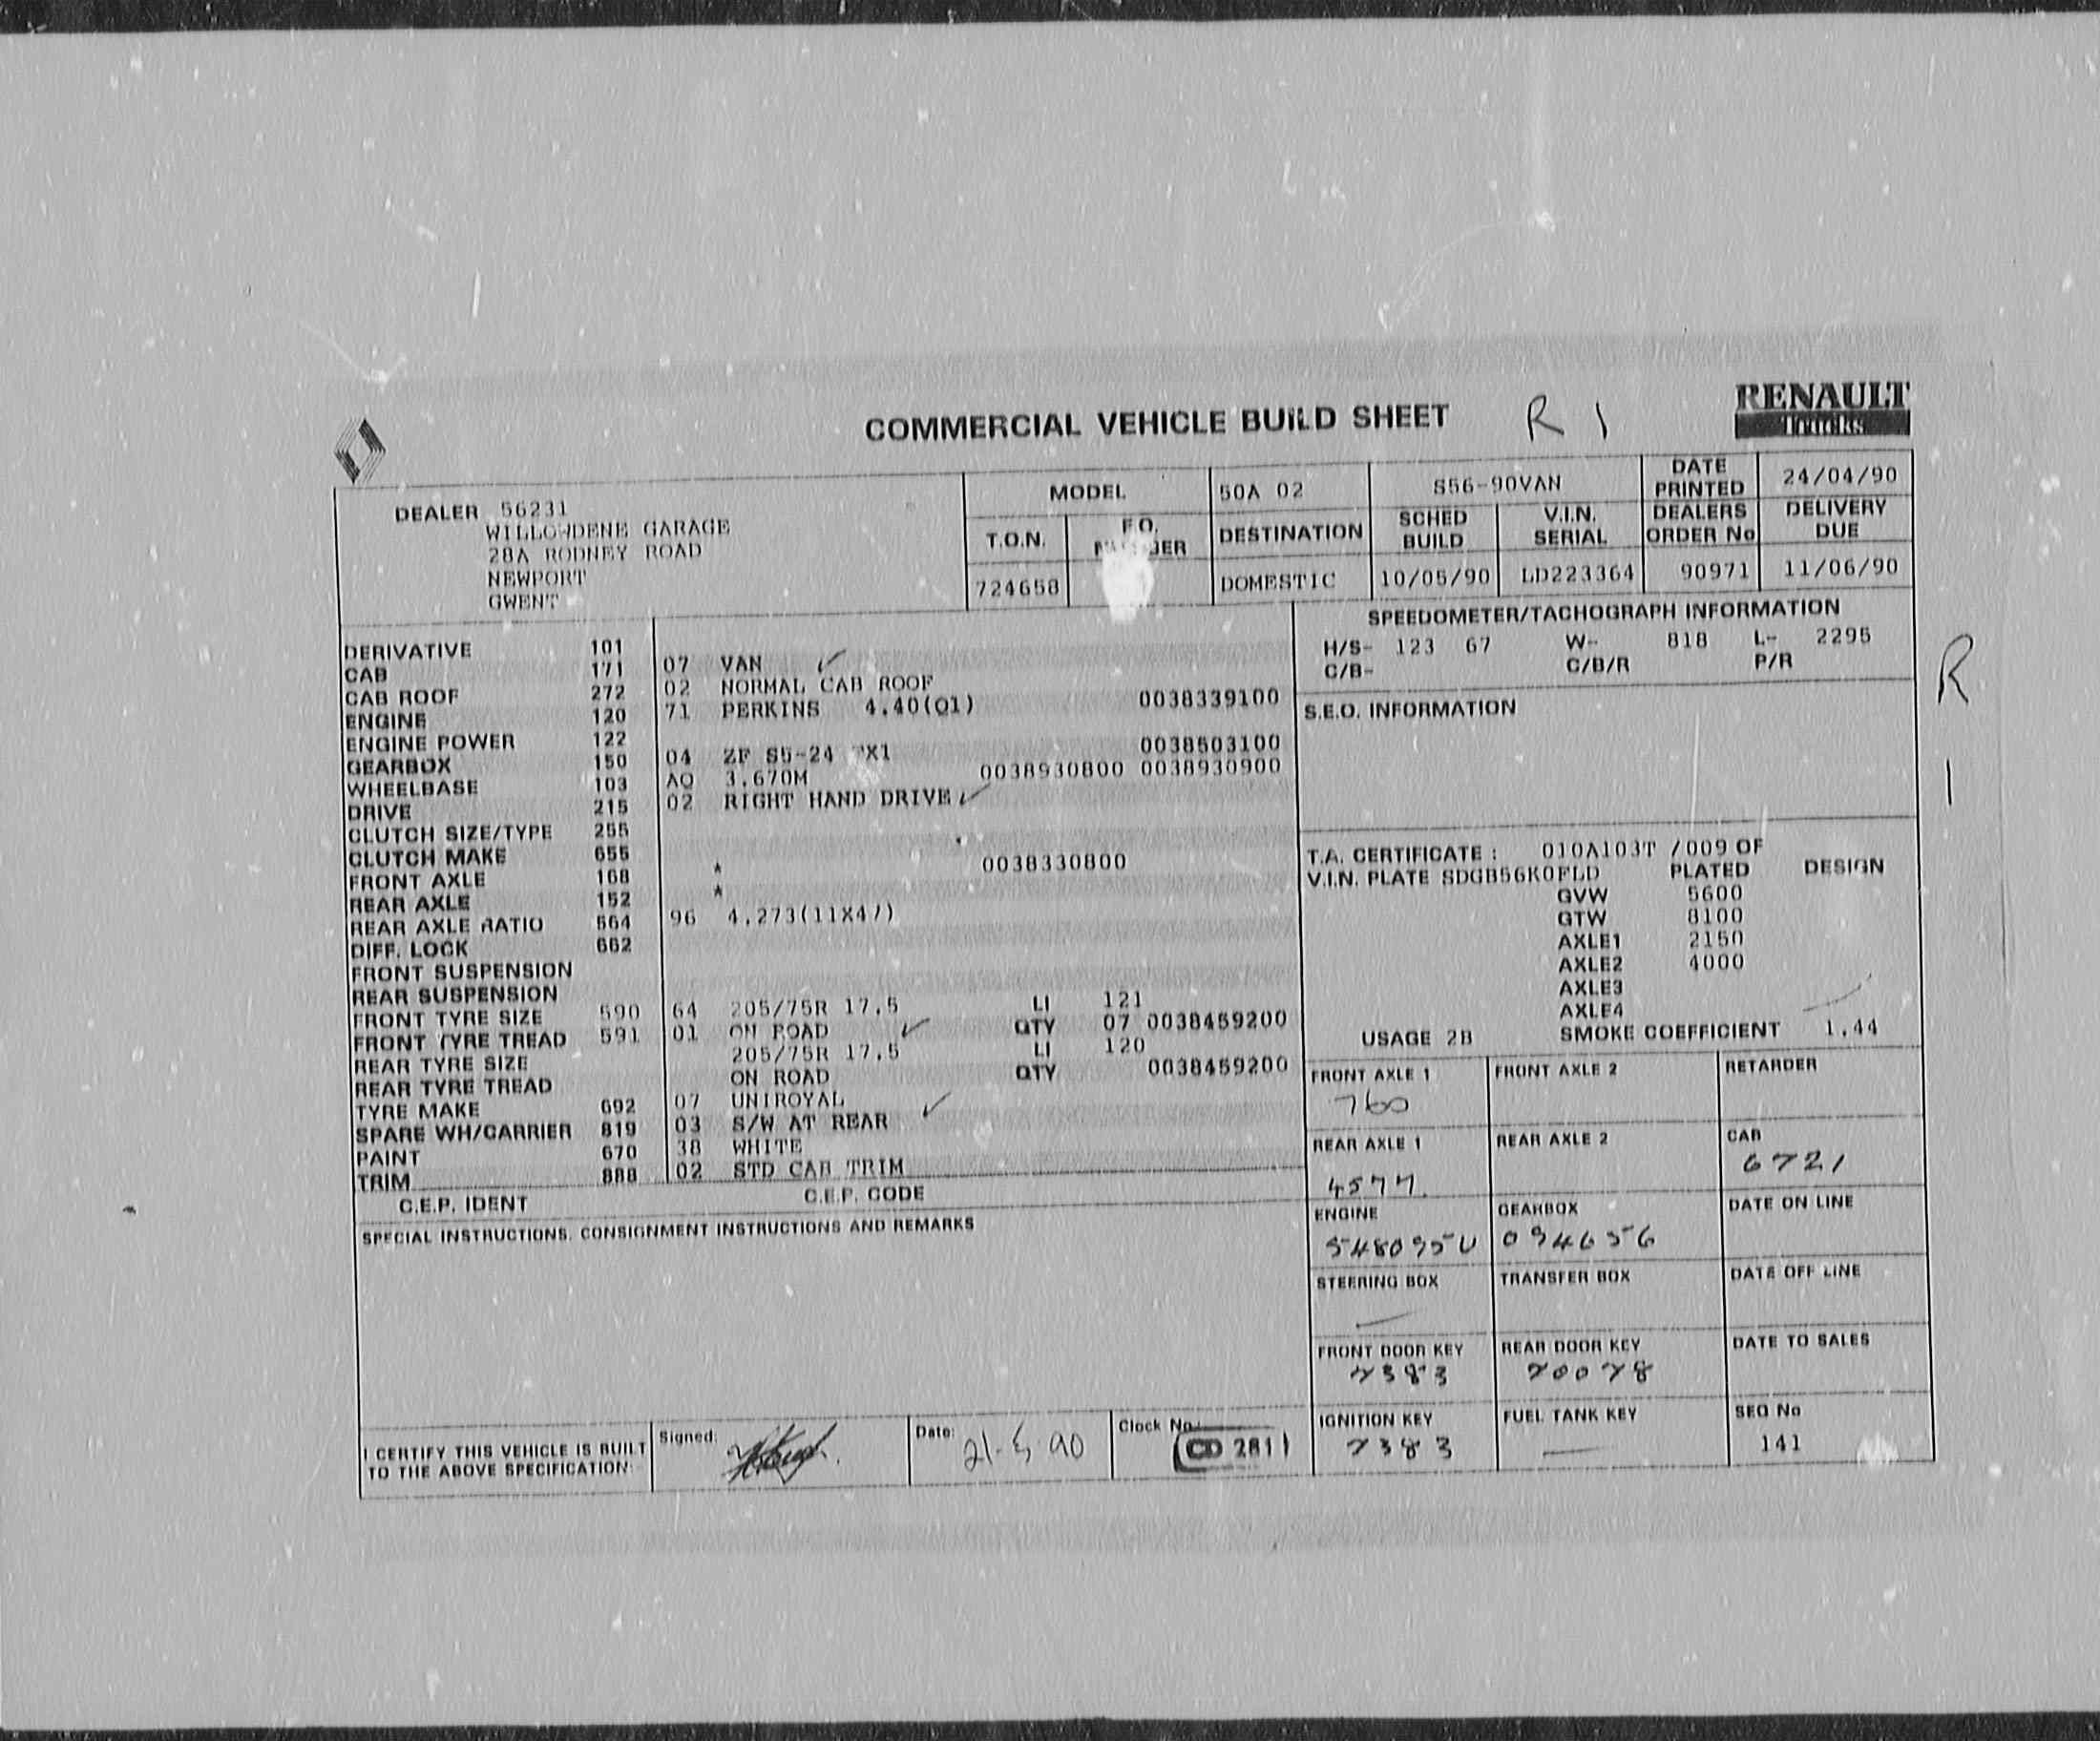 COMMERCIAL VEHICLE BUILD SHEET R 1 RENAULT
Trucks
DEALER 56231 MODEL 50A 02 S56-90VAN DATE PRINTED 24/04/90
WILLOWDENE GARAGE
28A RODNEY ROAD
NEWPORT
GWENT
T.O.N. F.O. DESTINATION SCHED BUILD V.I.N. SERIAL DEALERS ORDER No DELIVERY DUE
724658 DOMESTIC 10/05/90 LD223364 90971 11/06/90
DERIVATIVE 101
CAB 171 07 VAN
CAB ROOF 272 02 NORMAL CAB ROOF
ENGINE 120 71 PERKINS 4.40(Q1) 0038339100
ENGINE POWER 122
GEARBOX 150 04 ZF S5-24 0038503100
WHEELBASE 103 AQ 3.670M 0038930800 0038930900
DRIVE 215 02 RIGHT HAND DRIVE
CLUTCH SIZE/TYPE 255
CLUTCH MAKE 655
FRONT AXLE 168 * 0038330800
REAR AXLE 152 *
REAR AXLE RATIO 564 96 4.273(11X47)
DIFF. LOCK 662
FRONT SUSPENSION
REAR SUSPENSION
FRONT TYRE SIZE 590 64 205/75R 17.5 LI 121
FRONT TYRE TREAD 591 01 ON ROAD QTY 07 0038459200
REAR TYRE SIZE 205/75R 17.5 LI 120
REAR TYRE TREAD ON ROAD QTY 0038459200
TYRE MAKE 692 07 UNIROYAL
SPARE WH/CARRIER 819 03 S/W AT REAR
PAINT 670 38 WHITE
TRIM 888 02 STD CAB TRIM
C.E.P. IDENT C.E.P. CODE
SPECIAL INSTRUCTIONS, CONSIGNMENT INSTRUCTIONS AND REMARKS
SPEEDOMETER/TACHOGRAPH INFORMATION
H/S- 123 67 W- 818 L- 2295
C/B- C/B/R P/R
R
1
S.E.O. INFORMATION
T.A. CERTIFICATE : 010A103T /009 OF
V.I.N. PLATE SDGB56K0FLD PLATED DESIGN
GVW 5600
GTW 8100
AXLE1 2150
AXLE2 4000
AXLE3
AXLE4
USAGE 2B SMOKE COEFFICIENT 1.44
FRONT AXLE 1 FRONT AXLE 2 RETARDER
760
REAR AXLE 1 REAR AXLE 2 CAB
4577 6721
ENGINE GEARBOX DATE ON LINE
548095U 094656
STEERING BOX TRANSFER BOX DATE OFF LINE
FRONT DOOR KEY REAR DOOR KEY DATE TO SALES
7383 70078
IGNITION KEY FUEL TANK KEY SEQ No
7383 141
I CERTIFY THIS VEHICLE IS BUILT
TO THE ABOVE SPECIFICATION:
Signed: Date: 21-5-90 Clock No.: CD 281